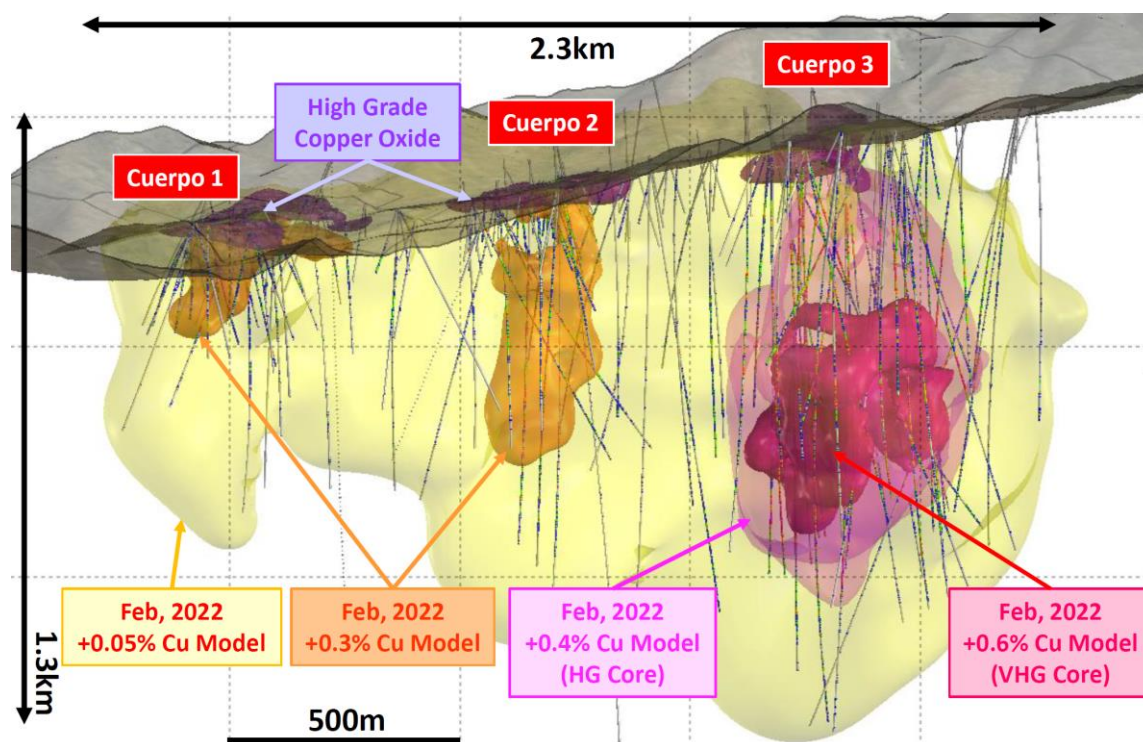 2.3km
Cuerpo 3
High Grade
Copper Oxide
Cuerpo 2
Cuerpo 1
Feb, 2022
+0.05% Cu Model
Feb, 2022
+0.3% Cu Model
Feb, 2022
+0.4% Cu Model
(HG Core)
Feb, 2022
+0.6% Cu Model
(VHG Core)
1.3km
500m